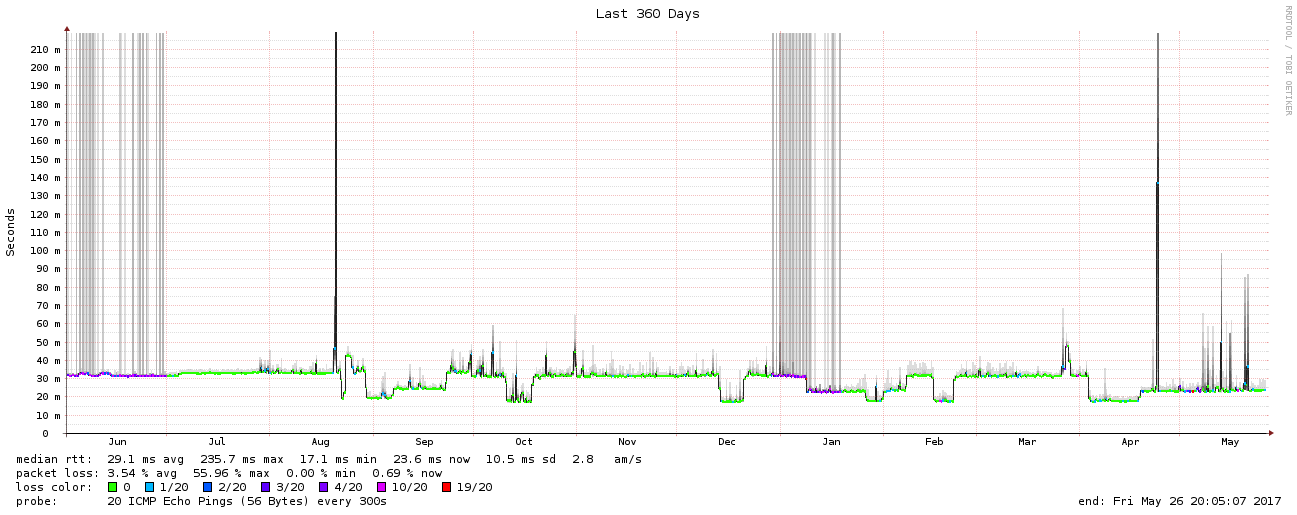 Last 360 Days
RRDTOOL / TOBI OETIKER
Seconds
210 m
200 m
190 m
180 m
170 m
160 m
150 m
140 m
130 m
120 m
110 m
100 m
90 m
80 m
70 m
60 m
50 m
40 m
30 m
20 m
10 m
0
Jun Jul Aug Sep Oct Nov Dec Jan Feb Mar Apr May
median rtt: 29.1 ms avg 235.7 ms max 17.1 ms min 23.6 ms now 10.5 ms sd 2.8 am/s
packet loss: 3.54 % avg 55.96 % max 0.00 % min 0.69 % now
loss color: 0 1/20 2/20 3/20 4/20 10/20 19/20
probe: 20 ICMP Echo Pings (56 Bytes) every 300s end: Fri May 26 20:05:07 2017